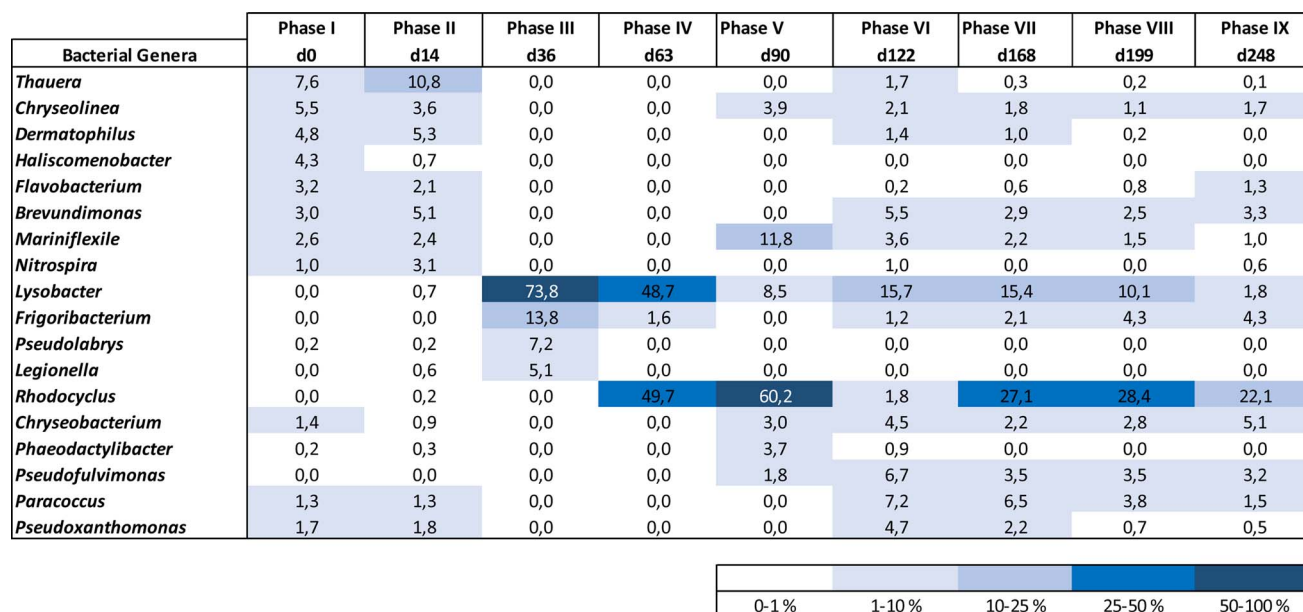 Phase I Phase II Phase III Phase IV Phase V Phase VI Phase VII Phase VIII Phase IX
Bacterial Genera d0 d14 d36 d63 d90 d122 d168 d199 d248
Thauera 7,6 10,8 0,0 0,0 0,0 1,7 0,3 0,2 0,1
Chryseolinea 5,5 3,6 0,0 0,0 3,9 2,1 1,8 1,1 1,7
Dermatophilus 4,8 5,3 0,0 0,0 0,0 1,4 1,0 0,2 0,0
Haliscomenobacter 4,3 0,7 0,0 0,0 0,0 0,0 0,0 0,0 0,0
Flavobacterium 3,2 2,1 0,0 0,0 0,0 0,2 0,6 0,8 1,3
Brevundimonas 3,0 5,1 0,0 0,0 0,0 5,5 2,9 2,5 3,3
Mariniflexile 2,6 2,4 0,0 0,0 11,8 3,6 2,2 1,5 1,0
Nitrospira 1,0 3,1 0,0 0,0 0,0 1,0 0,0 0,0 0,6
Lysobacter 0,0 0,7 73,8 48,7 8,5 15,7 15,4 10,1 1,8
Frigoribacterium 0,0 0,0 13,8 1,6 0,0 1,2 2,1 4,3 4,3
Pseudolabrys 0,2 0,2 7,2 0,0 0,0 0,0 0,0 0,0 0,0
Legionella 0,0 0,6 5,1 0,0 0,0 0,0 0,0 0,0 0,0
Rhodocyclus 0,0 0,2 0,0 49,7 60,2 1,8 27,1 28,4 22,1
Chryseobacterium 1,4 0,9 0,0 0,0 3,0 4,5 2,2 2,8 5,1
Phaeodactylibacter 0,2 0,3 0,0 0,0 3,7 0,9 0,0 0,0 0,0
Pseudofulvimonas 0,0 0,0 0,0 0,0 1,8 6,7 3,5 3,5 3,2
Paracoccus 1,3 1,3 0,0 0,0 0,0 7,2 6,5 3,8 1,5
Pseudoxanthomonas 1,7 1,8 0,0 0,0 0,0 4,7 2,2 0,7 0,5
0-1 % 1-10 % 10-25 % 25-50 % 50-100 %